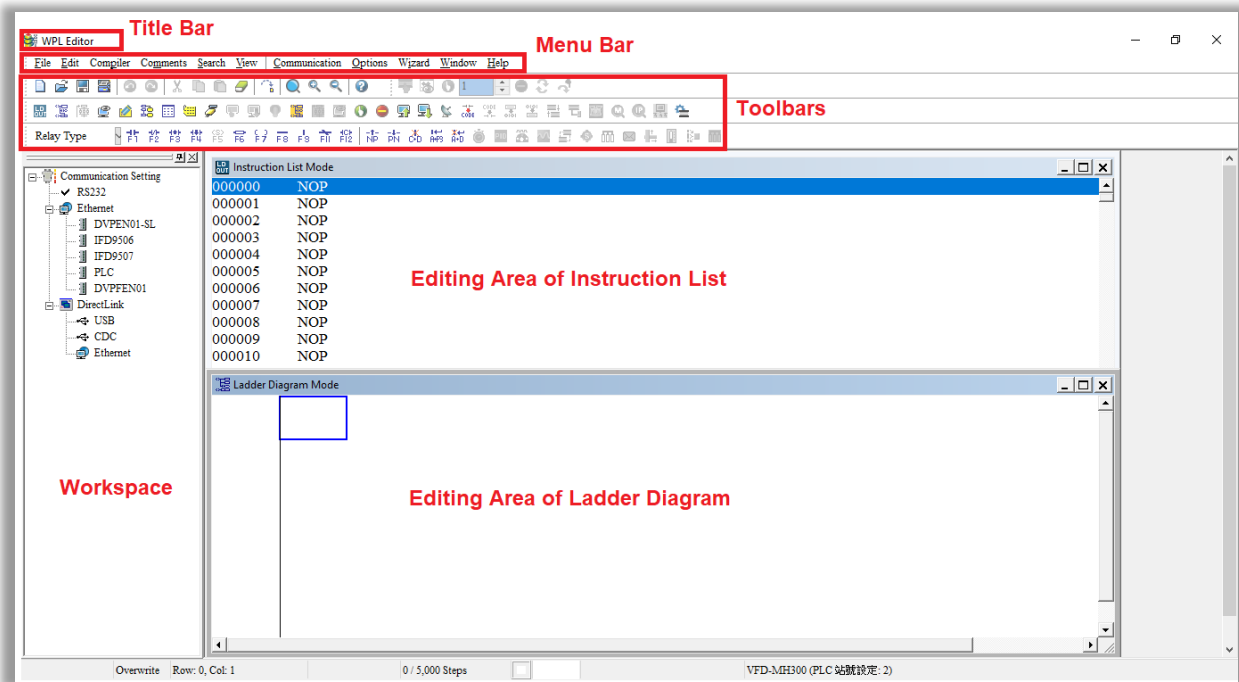 Title Bar
WPL Editor
Menu Bar
File Edit Compiler Comments Search View Communication Options Wizard Window Help
1
Toolbars
Relay Type F1 F2 F3 F4 F5 F6 F7 F8 F9 F11 F12 NP PN
Communication Setting
RS232
Ethernet
DVPEN01-SL
IFD9506
IFD9507
PLC
DVPFEN01
DirectLink
USB
CDC
Ethernet
Workspace
Instruction List Mode
000000 NOP
000001 NOP
000002 NOP
000003 NOP
000004 NOP
000005 NOP
000006 NOP
000007 NOP
000008 NOP
000009 NOP
000010 NOP
Editing Area of Instruction List
Ladder Diagram Mode
Editing Area of Ladder Diagram
Overwrite Row: 0, Col: 1 0 / 5,000 Steps VFD-MH300 (PLC 站號設定: 2)